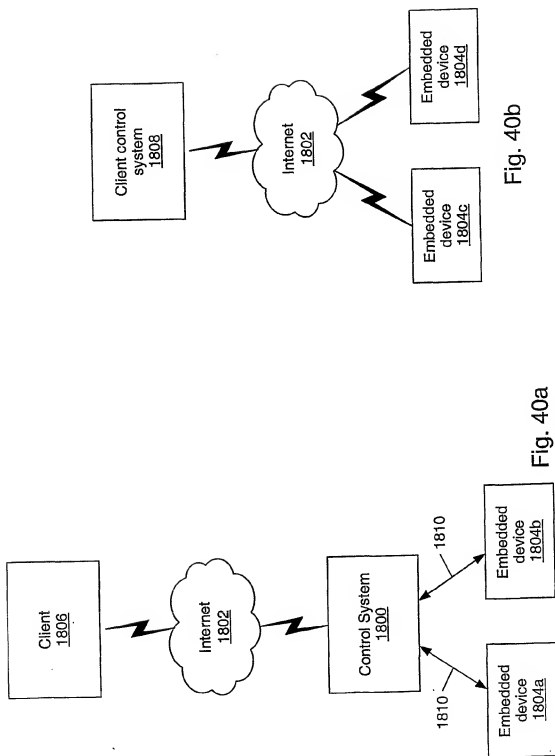 Client
1806
Internet
1802
Control System
1800
1810
1810
Embedded
device
1804a
Embedded
device
1804b
Fig. 40a
Client control
system
1808
Internet
1802
Embedded
device
1804c
Embedded
device
1804d
Fig. 40b